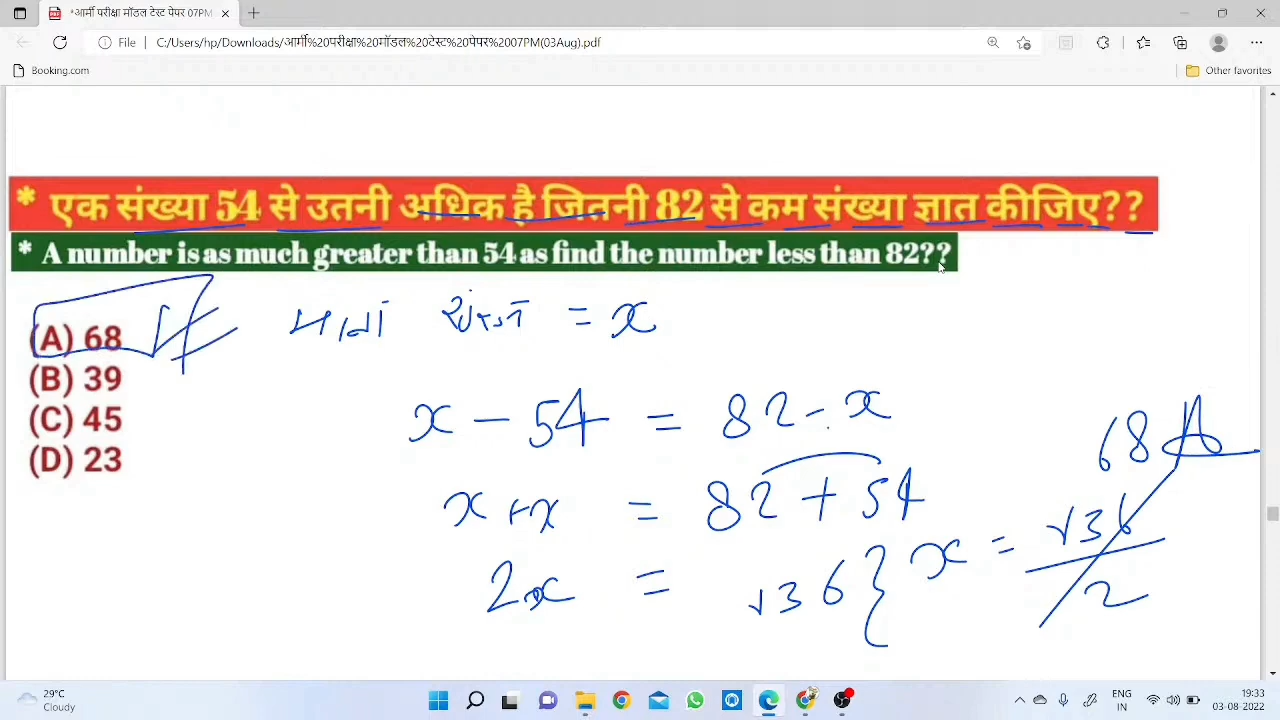 *आर्मी परीक्षा मॉडल टेस्ट पेपर 07PM
File C:/Users/hp/Downloads/आर्मी%20परीक्षा%20मॉडल%20टेस्ट%20पेपर%2007PM(03Aug).pdf
Booking.com
Other favorites
* एक संख्या 54 से उतनी अधिक है जितनी 82 से कम संख्या ज्ञात कीजिए??
* A number is as much greater than 54 as find the number less than 82??
(A) 68
(B) 39
(C) 45
(D) 23
माना = x
x - 54 = 82 - x
x + x = 82 + 54
2x = 136 } x = 136/2
68 A
29°C
Cloudy
ENG
IN
19:33
03-08-2022